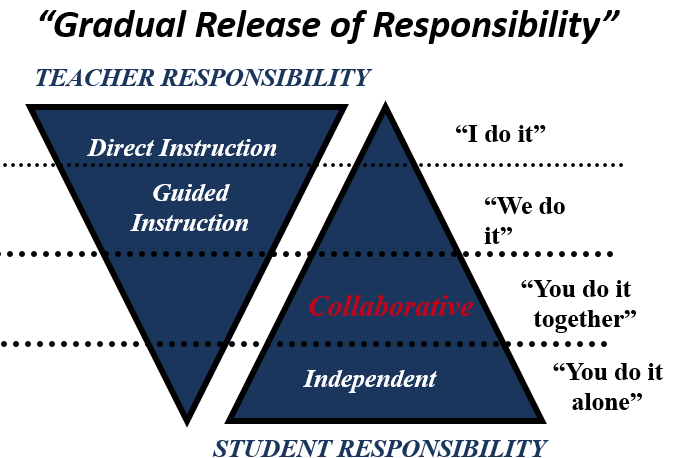 “Gradual Release of Responsibility”
TEACHER RESPONSIBILITY
Direct Instruction
“I do it”
Guided
Instruction
“We do
it”
Collaborative
“You do it
together”
Independent
“You do it
alone”
STUDENT RESPONSIBILITY